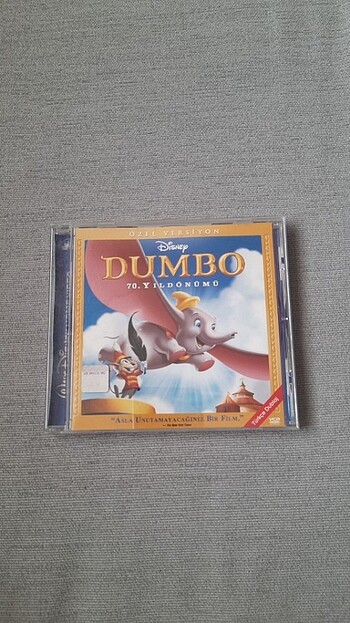 ÖZEL VERSİYON
Disney
DUMBO
70. YILDÖNÜMÜ
"ASLA UNUTAMAYACAĞINIZ BİR FİLM."
Türkçe Dublaj